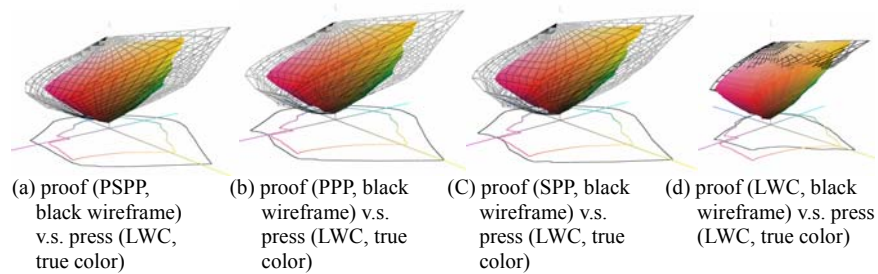 (a) proof (PSPP,
black wireframe)
v.s. press (LWC,
true color)
(b) proof (PPP, black
wireframe) v.s.
press (LWC, true
color)
(C) proof (SPP, black
wireframe) v.s.
press (LWC, true
color)
(d) proof (LWC, black
wireframe) v.s. press
(LWC, true color)